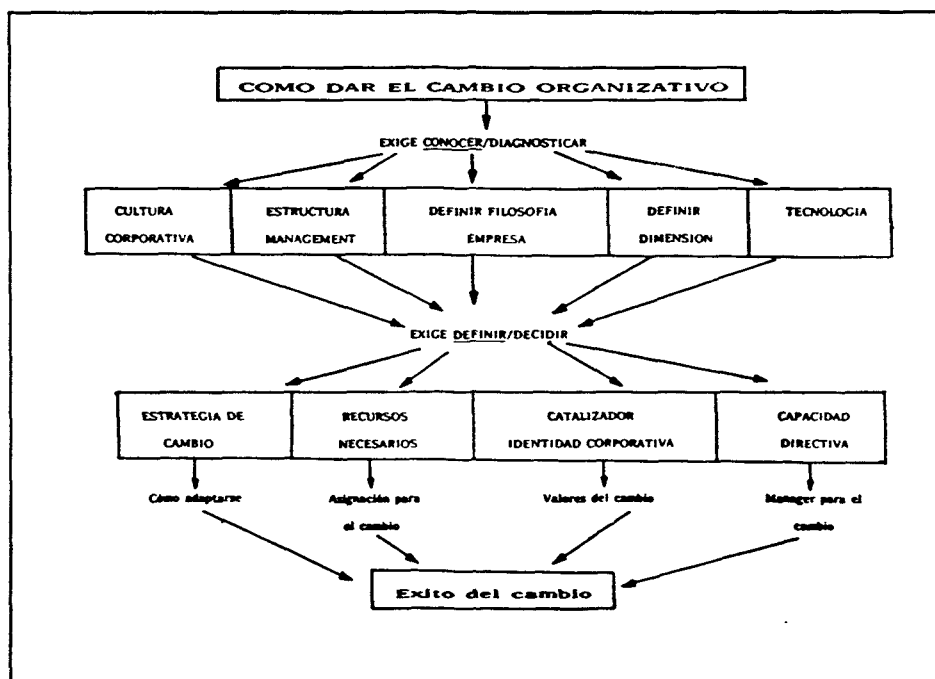 COMO DAR EL CAMBIO ORGANIZATIVO
EXIGE CONOCER/DIAGNOSTICAR
CULTURA
CORPORATIVA
ESTRUCTURA
MANAGEMENT
DEFINIR FILOSOFIA
EMPRESA
DEFINIR
DIMENSION
TECNOLOGIA
EXIGE DEFINIR/DECIDIR
ESTRATEGIA DE
CAMBIO
RECURSOS
NECESARIOS
CATALIZADOR
IDENTIDAD CORPORATIVA
CAPACIDAD
DIRECTIVA
Cómo adaptarse
Asignación para
el cambio
Valores del cambio
Manager para el
cambio
Exito del cambio